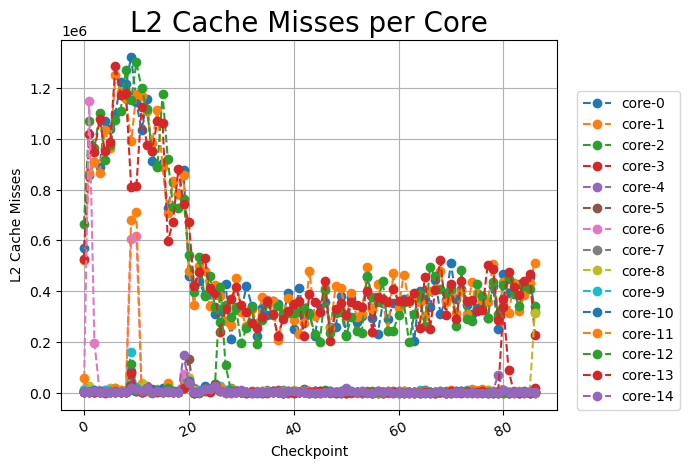 L2 Cache Misses per Core
1e6
1.2
1.0
0.8
0.6
0.4
0.2
0.0
L2 Cache Misses
0
20
40
60
80
Checkpoint
core-0
core-1
core-2
core-3
core-4
core-5
core-6
core-7
core-8
core-9
core-10
core-11
core-12
core-13
core-14